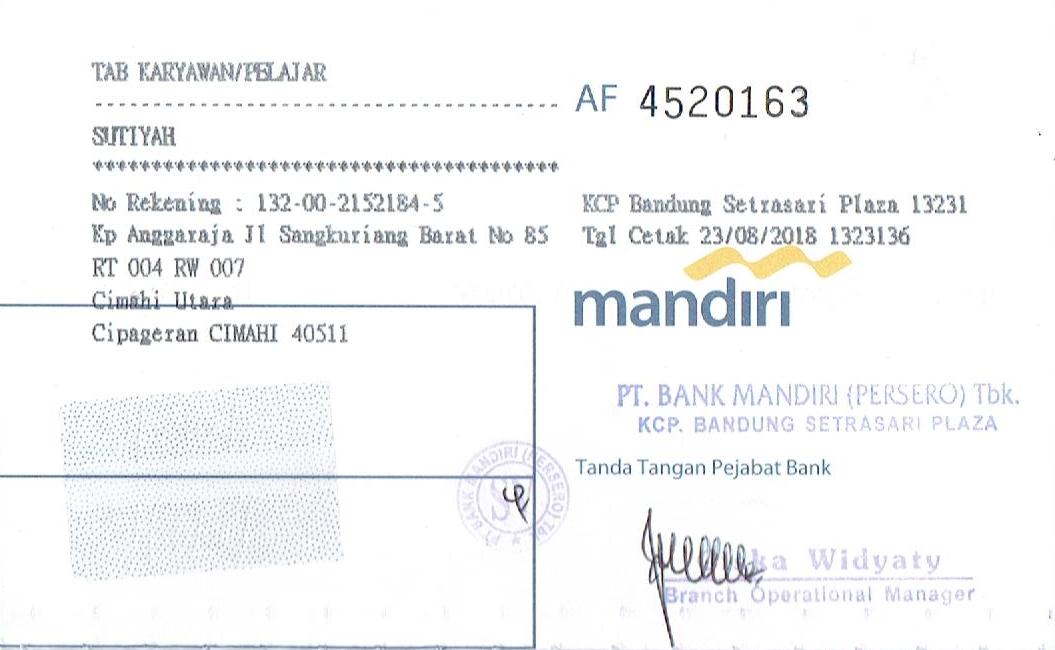 TAB KARYAWAN/PELAJAR
AF 4520163
SUTIYAH
No Rekening : 132-00-2152184-5
Kp Anggaraja Jl Sangkuriang Barat No 85
RT 004 RW 007
Cimahi Utara
Cipageran CIMAHI 40511
KCP Bandung Setrasari Plaza 13231
Tgl Cetak 23/08/2018 1323136
mandiri
PT. BANK MANDIRI (PERSERO) Tbk.
KCP. BANDUNG SETRASARI PLAZA
Tanda Tangan Pejabat Bank
PT BANK MANDIRI (PERSERO) Tbk
Widyaty
Branch Operational Manager